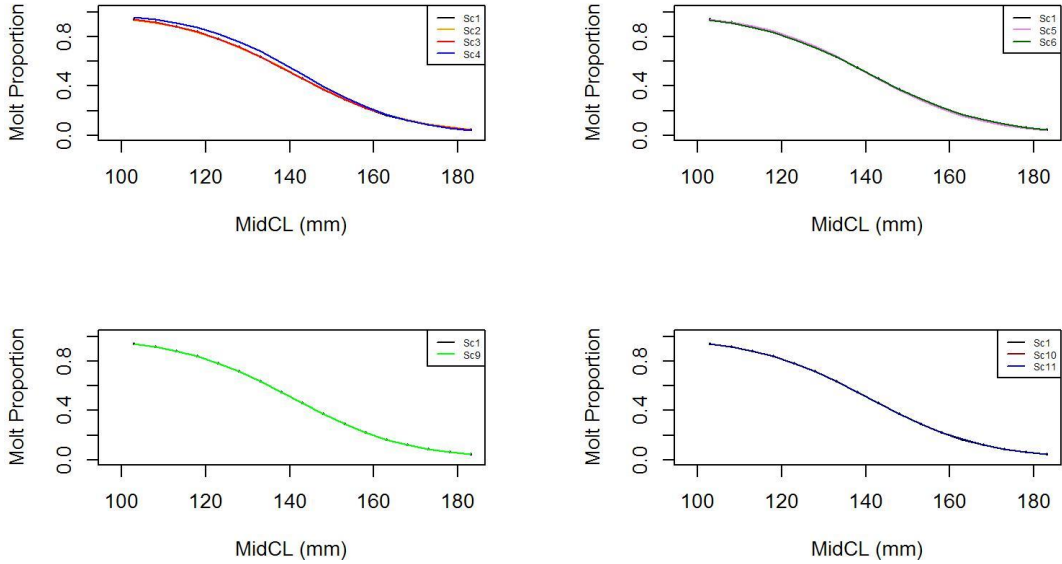 Molt Proportion
0.0 0.4 0.8
Sc1
Sc2
Sc3
Sc4
100 120 140 160 180
MidCL (mm)
Molt Proportion
0.0 0.4 0.8
Sc1
Sc5
Sc6
100 120 140 160 180
MidCL (mm)
Molt Proportion
0.0 0.4 0.8
Sc1
Sc9
100 120 140 160 180
MidCL (mm)
Molt Proportion
0.0 0.4 0.8
Sc1
Sc10
Sc11
100 120 140 160 180
MidCL (mm)